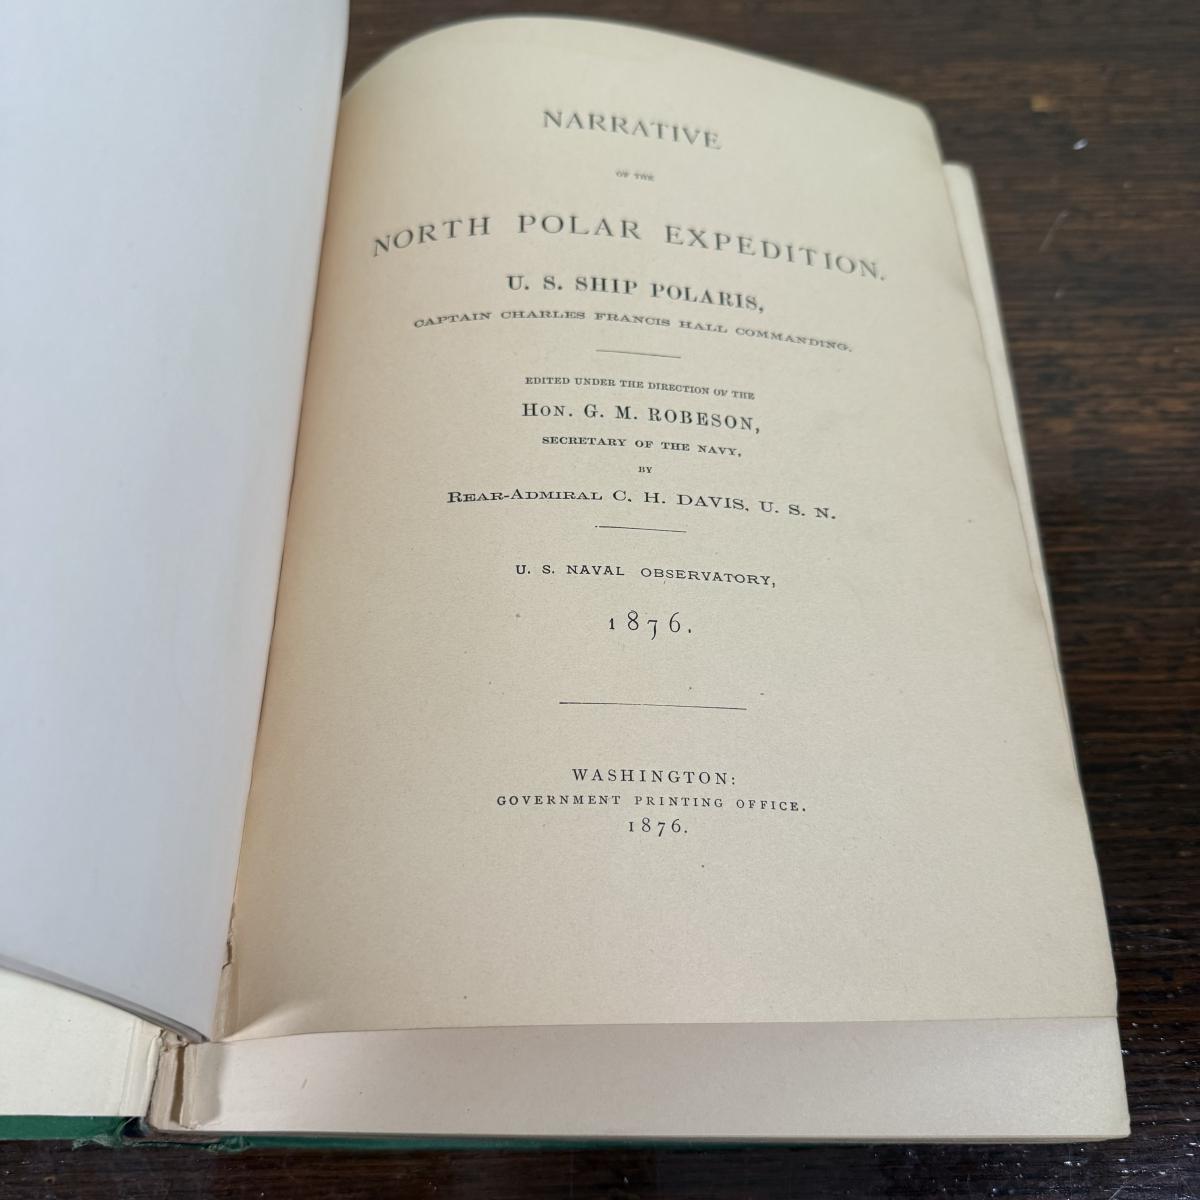 NARRATIVE
OF THE
NORTH POLAR EXPEDITION.
U. S. SHIP POLARIS,
CAPTAIN CHARLES FRANCIS HALL COMMANDING.
EDITED UNDER THE DIRECTION OF THE
HON. G. M. ROBESON,
SECRETARY OF THE NAVY,
BY
REAR-ADMIRAL C. H. DAVIS, U. S. N.
U. S. NAVAL OBSERVATORY,
1876.
WASHINGTON:
GOVERNMENT PRINTING OFFICE.
1876.